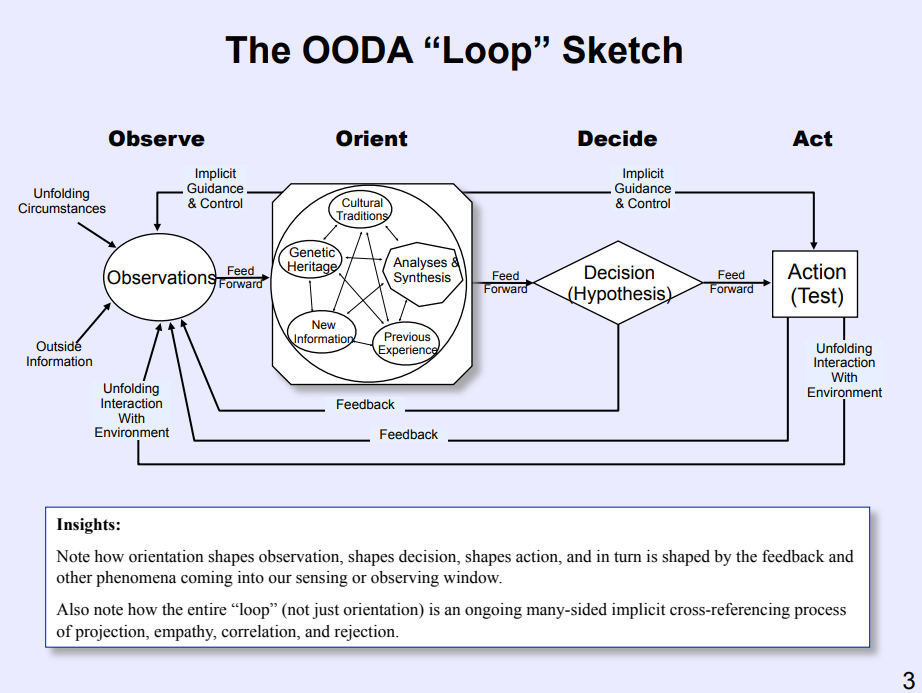 The OODA “Loop” Sketch
Observe
Orient
Decide
Act
Implicit
Guidance
& Control
Implicit
Guidance
& Control
Unfolding
Circumstances
Cultural
Traditions
Genetic
Heritage
Analyses &
Synthesis
New
Information
Previous
Experience
Observations
Feed
Forward
Feed
Forward
Decision
(Hypothesis)
Feed
Forward
Action
(Test)
Outside
Information
Unfolding
Interaction
With
Environment
Unfolding
Interaction
With
Environment
Feedback
Feedback
Insights:
Note how orientation shapes observation, shapes decision, shapes action, and in turn is shaped by the feedback and
other phenomena coming into our sensing or observing window.
Also note how the entire “loop” (not just orientation) is an ongoing many-sided implicit cross-referencing process
of projection, empathy, correlation, and rejection.
3